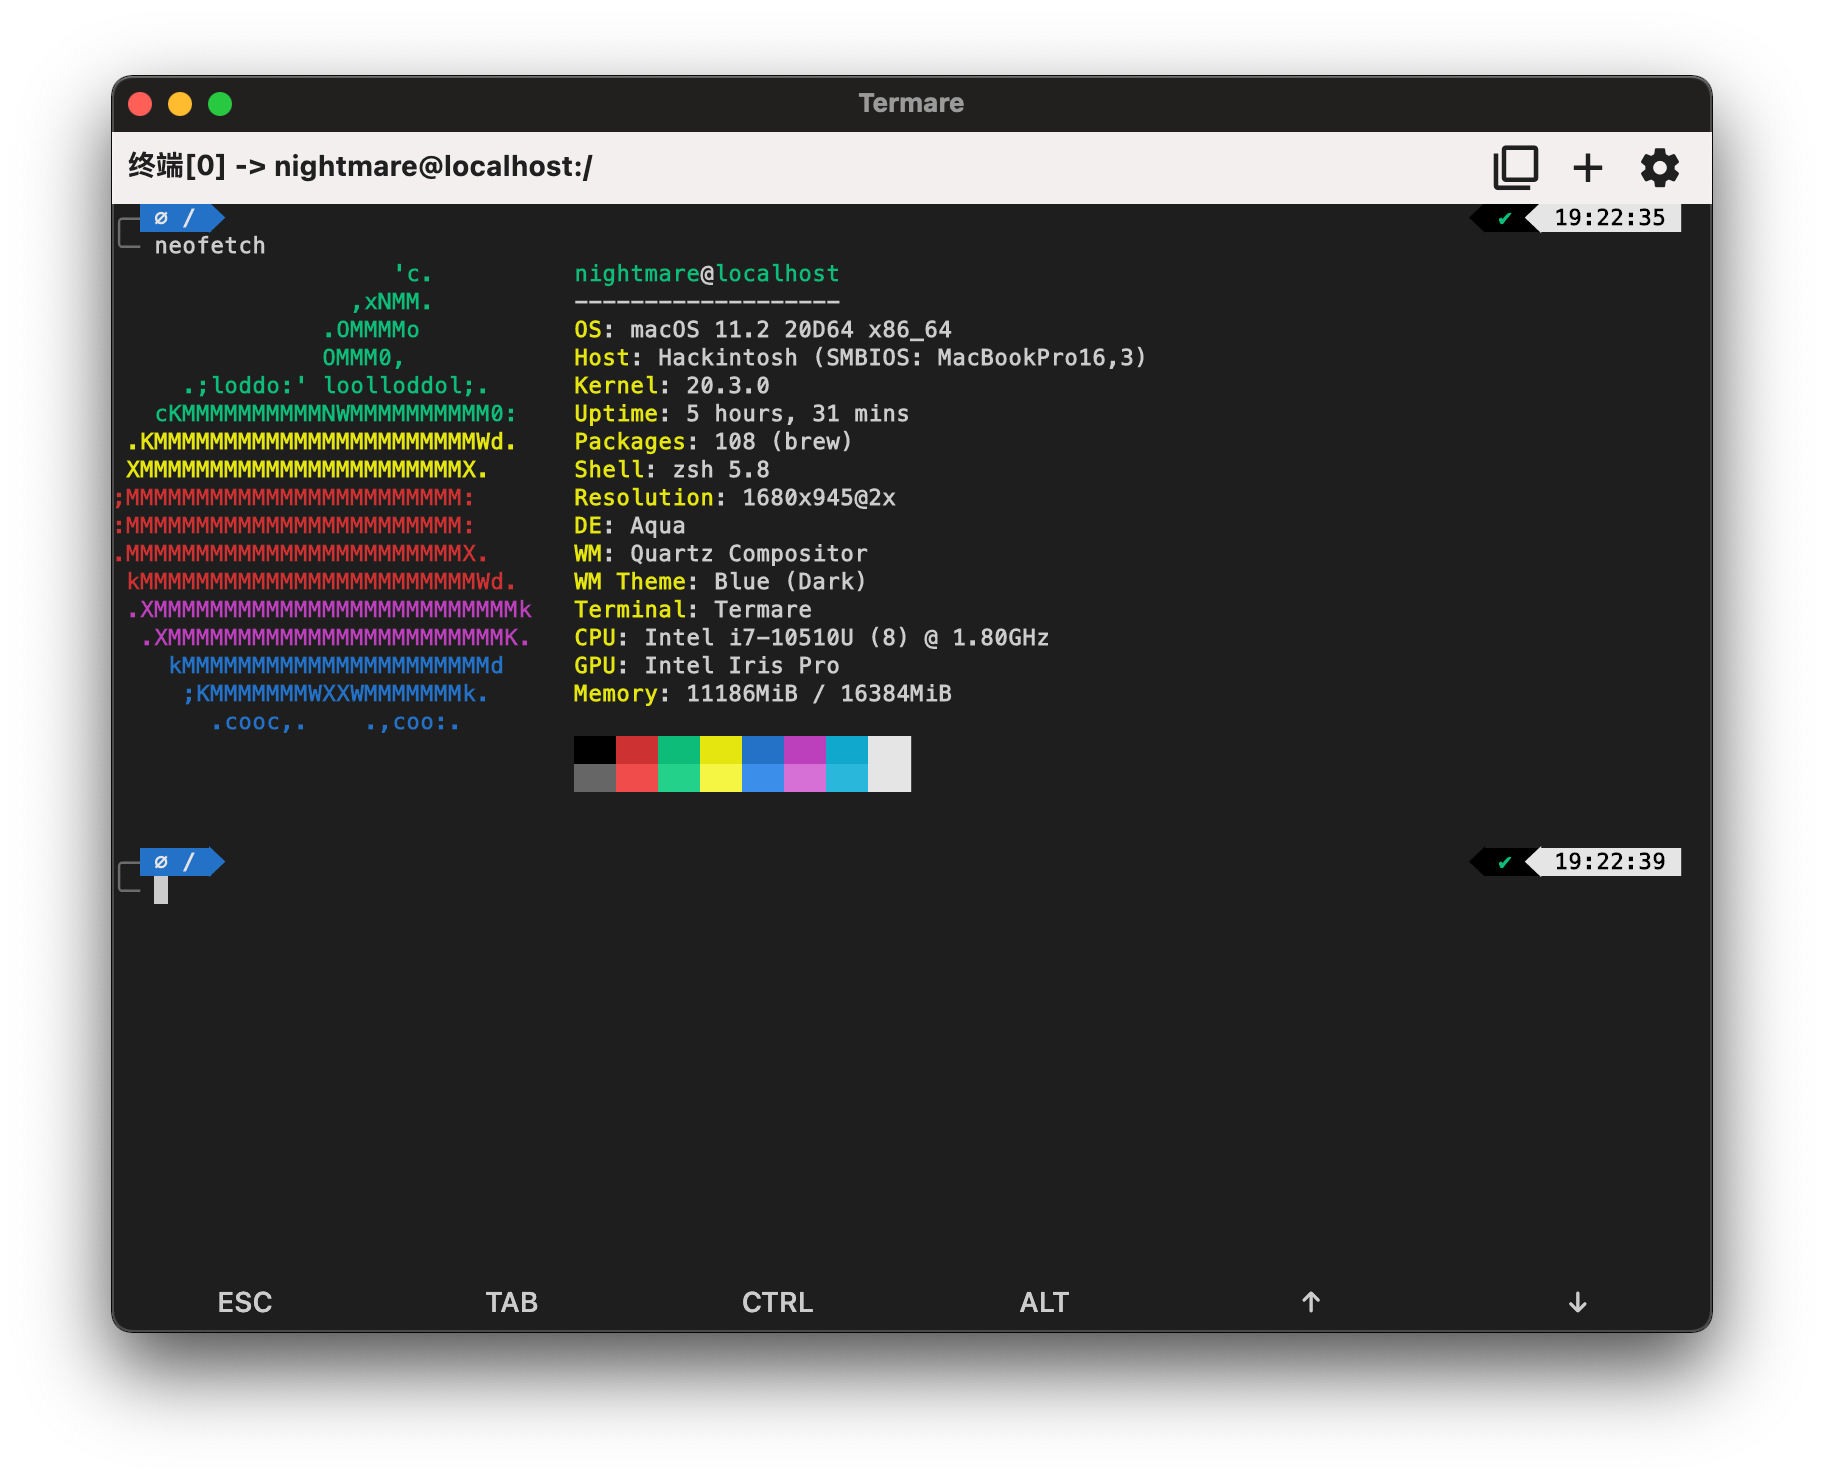 Termare
终端[0] -> nightmare@localhost:/
∅ / ✔ 19:22:35
neofetch
'c. nightmare@localhost
,xNMM. -------------------
.OMMMMo OS: macOS 11.2 20D64 x86_64
OMMM0, Host: Hackintosh (SMBIOS: MacBookPro16,3)
.;loddo:' loolloddol;. Kernel: 20.3.0
cKMMMMMMMMMMNWMMMMMMMMMM0: Uptime: 5 hours, 31 mins
.KMMMMMMMMMMMMMMMMMMMMMMMWd. Packages: 108 (brew)
XMMMMMMMMMMMMMMMMMMMMMMMX. Shell: zsh 5.8
;MMMMMMMMMMMMMMMMMMMMMMMM: Resolution: 1680x945@2x
:MMMMMMMMMMMMMMMMMMMMMMMM: DE: Aqua
.MMMMMMMMMMMMMMMMMMMMMMMMX. WM: Quartz Compositor
kMMMMMMMMMMMMMMMMMMMMMMMMWd. WM Theme: Blue (Dark)
.XMMMMMMMMMMMMMMMMMMMMMMMMMMk Terminal: Termare
.XMMMMMMMMMMMMMMMMMMMMMMMMK. CPU: Intel i7-10510U (8) @ 1.80GHz
kMMMMMMMMMMMMMMMMMMMMMMd GPU: Intel Iris Pro
;KMMMMMMMWXXWMMMMMMMk. Memory: 11186MiB / 16384MiB
.cooc,. .,coo:.
∅ / ✔ 19:22:39
ESC TAB CTRL ALT ↑ ↓